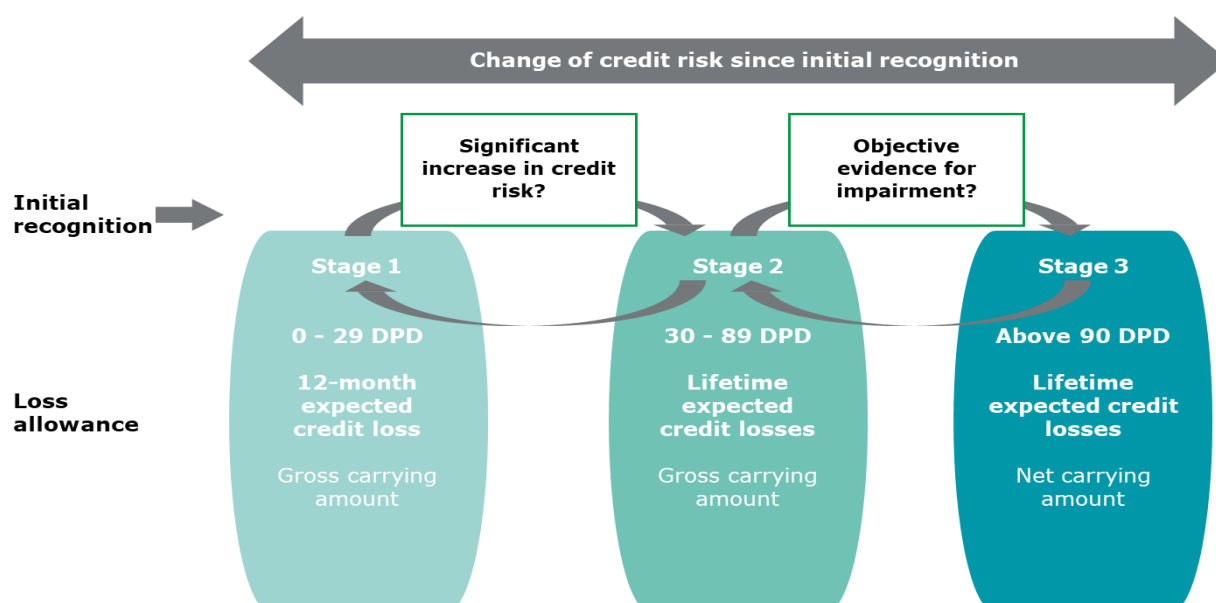 Change of credit risk since initial recognition
Significant
increase in credit
risk?
Objective
evidence for
impairment?
Initial
recognition
Stage 1
Stage 2
Stage 3
0 – 29 DPD
30 – 89 DPD
Above 90 DPD
Loss
allowance
12-month
expected
credit loss
Lifetime
expected
credit losses
Lifetime
expected credit
losses
Gross carrying
amount
Gross carrying
amount
Net carrying
amount